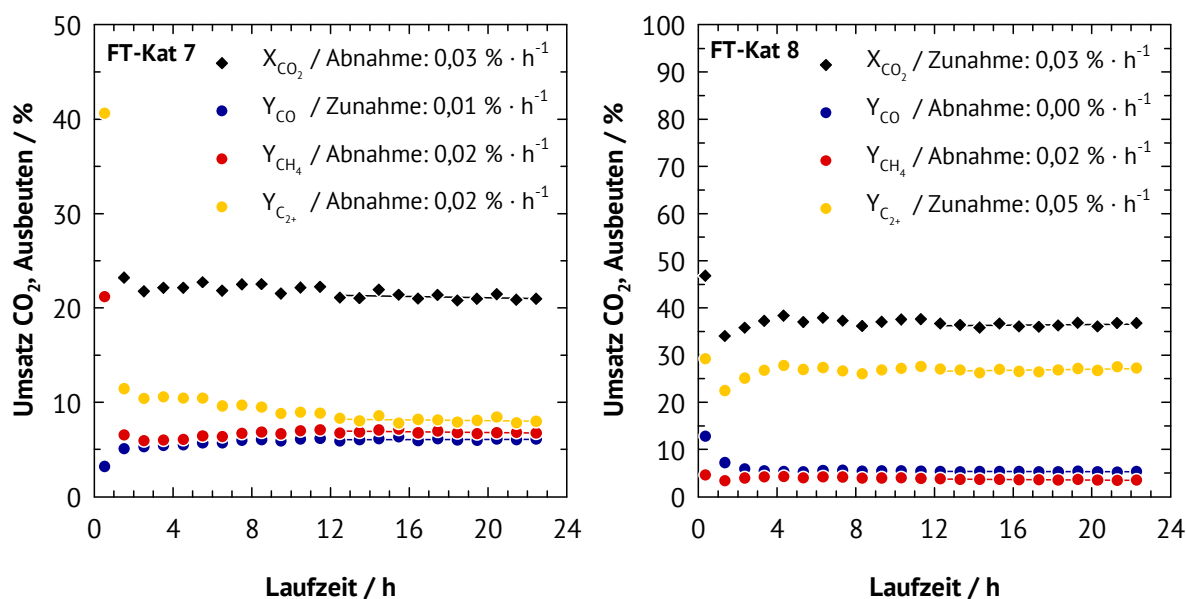 FT-Kat 7
X_CO₂ / Abnahme: 0,03 % · h⁻¹
Y_CO / Zunahme: 0,01 % · h⁻¹
Y_CH₄ / Abnahme: 0,02 % · h⁻¹
Y_C₂₊ / Abnahme: 0,02 % · h⁻¹
Umsatz CO₂, Ausbeuten / %
50
40
30
20
10
0
0 4 8 12 16 20 24
Laufzeit / h
FT-Kat 8
X_CO₂ / Zunahme: 0,03 % · h⁻¹
Y_CO / Abnahme: 0,00 % · h⁻¹
Y_CH₄ / Abnahme: 0,02 % · h⁻¹
Y_C₂₊ / Zunahme: 0,05 % · h⁻¹
Umsatz CO₂, Ausbeuten / %
100
90
80
70
60
50
40
30
20
10
0
0 4 8 12 16 20 24
Laufzeit / h